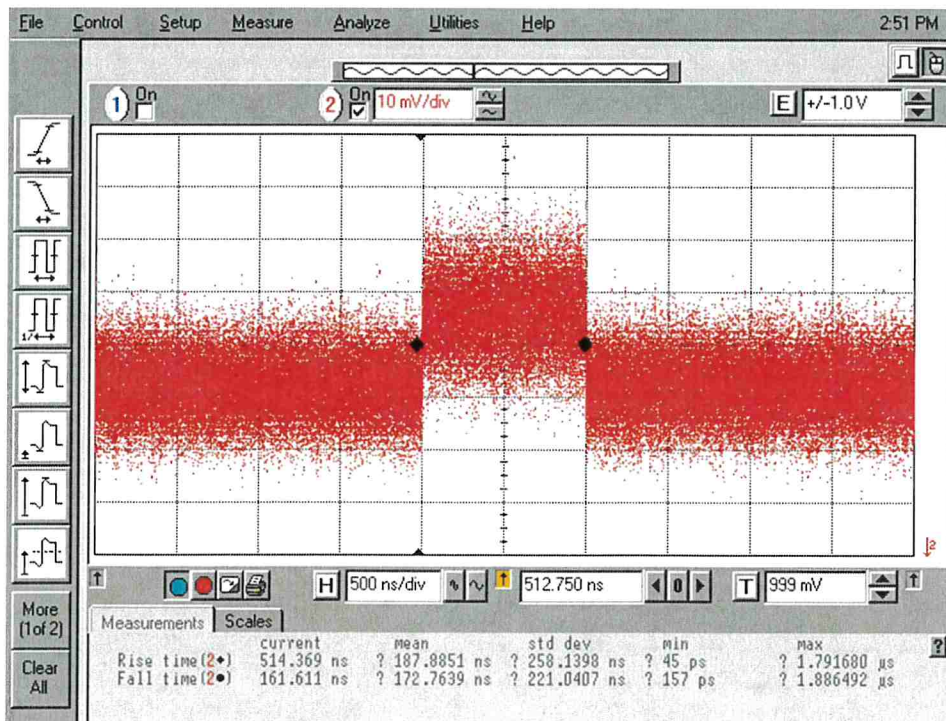 File Control Setup Measure Analyze Utilities Help 2:51 PM
1 On 2 On 10 mV/div E +/-1.0 V
2
H 500 ns/div 512.750 ns 0 T 999 mV
More
(1of 2)
Clear
All
Measurements Scales
current mean std dev min max
Rise time(2◆) 514.369 ns ? 187.8851 ns ? 258.1398 ns ? 45 ps ? 1.791680 µs
Fall time(2●) 161.611 ns ? 172.7639 ns ? 221.0407 ns ? 157 ps ? 1.886492 µs
?